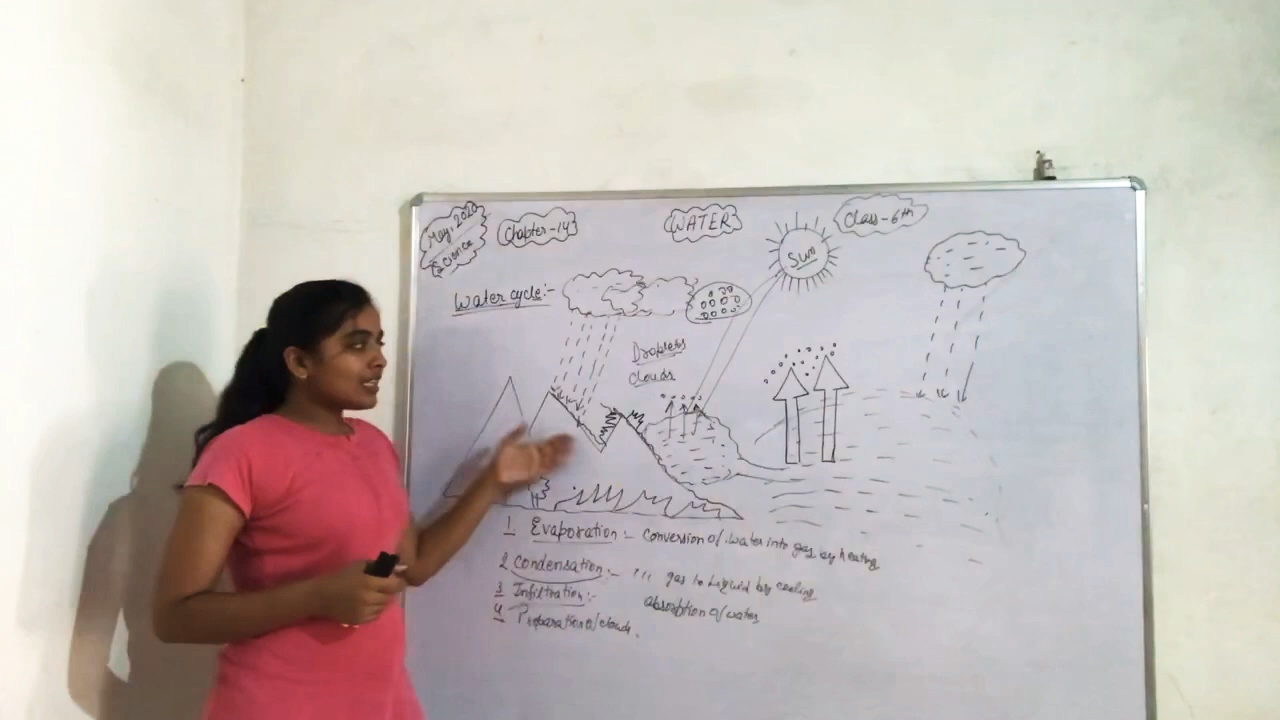 May, 2020
Science
Chapter-14
WATER
Class-6th
Water cycle:-
Sun
Droplets
Clouds
1. Evaporation :- Conversion of water into gas by heating
2 Condensation :- '' '' gas to liquid by cooling
3 Infiltration :- absorption of water
4 Preparation of clouds.